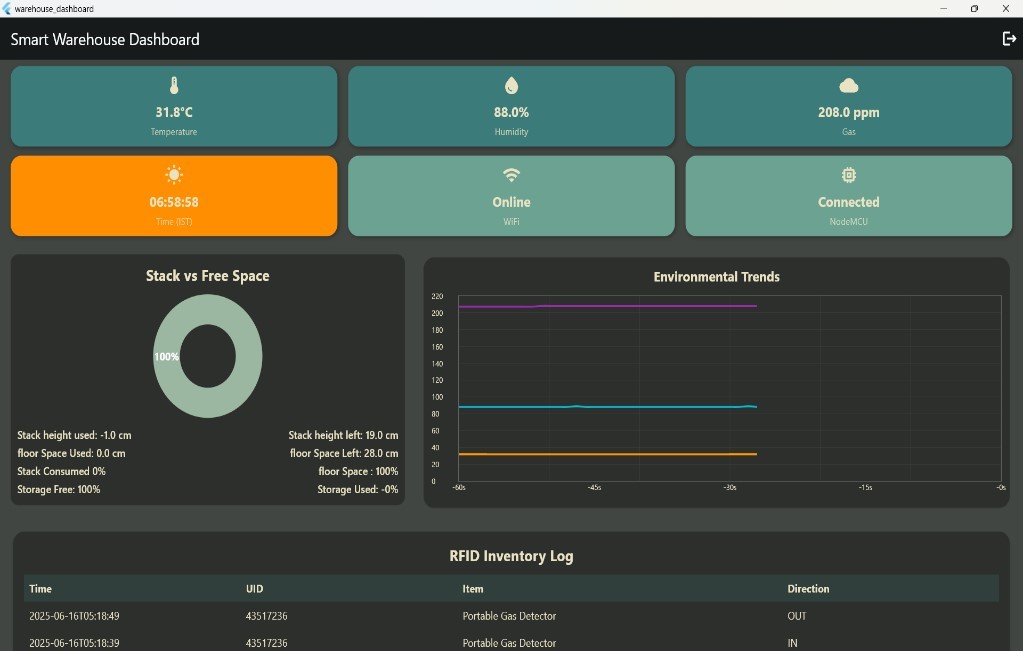 warehouse_dashboard
Smart Warehouse Dashboard
31.8°C
Temperature
88.0%
Humidity
208.0 ppm
Gas
06:58:58
Time (IST)
Online
WiFi
Connected
NodeMCU
Stack vs Free Space
100%
Stack height used: -1.0 cm
Stack height left: 19.0 cm
floor Space Used: 0.0 cm
floor Space Left: 28.0 cm
Stack Consumed 0%
floor Space : 100%
Storage Free: 100%
Storage Used: -0%
Environmental Trends
220
200
180
160
140
120
100
80
60
40
20
0
-60s
-45s
-30s
-15s
-0s
RFID Inventory Log
Time UID Item Direction
2025-06-16T05:18:49 43517236 Portable Gas Detector OUT
2025-06-16T05:18:39 43517236 Portable Gas Detector IN